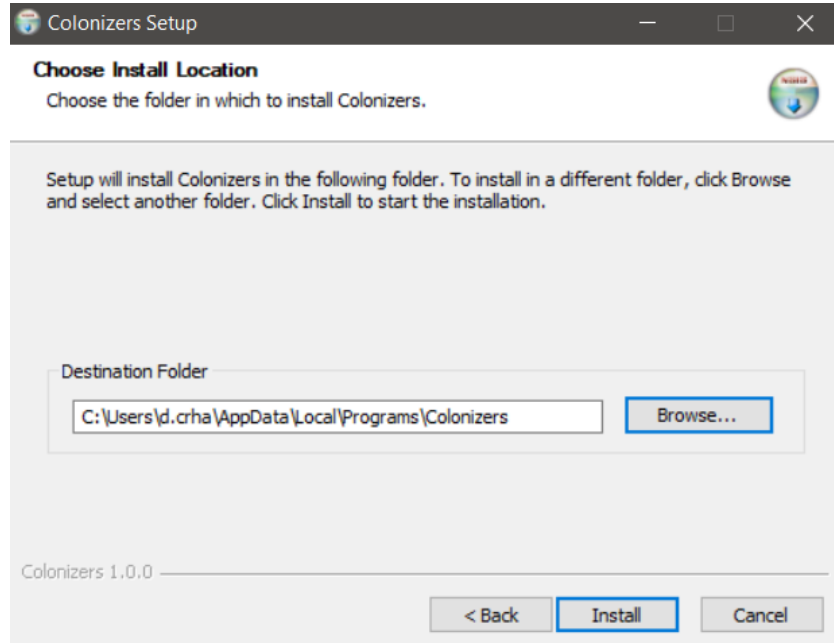 Colonizers Setup
Choose Install Location
Choose the folder in which to install Colonizers.
Setup will install Colonizers in the following folder. To install in a different folder, click Browse
and select another folder. Click Install to start the installation.
Destination Folder
C:\Users\d.crha\AppData\Local\Programs\Colonizers
Browse...
Colonizers 1.0.0
< Back
Install
Cancel